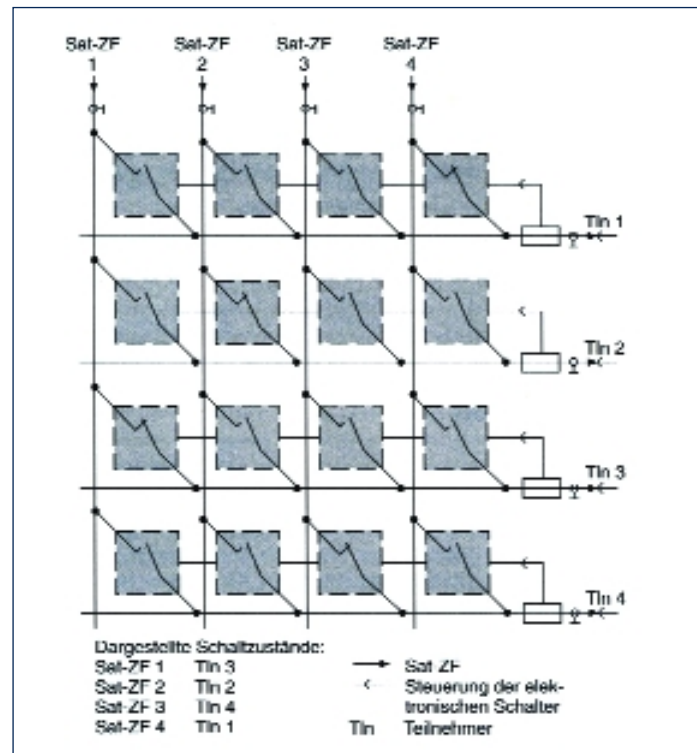 Sat-ZF Sat-ZF Sat-ZF Sat-ZF
1 2 3 4
Tln 1
Tln 2
Tln 3
Tln 4
Dargestellte Schaltzustände:
Sat-ZF 1 Tln 3
Sat-ZF 2 Tln 2
Sat-ZF 3 Tln 4
Sat-ZF 4 Tln 1
Sat-ZF
Steuerung der elek-
tronischen Schalter
Tln Teilnehmer